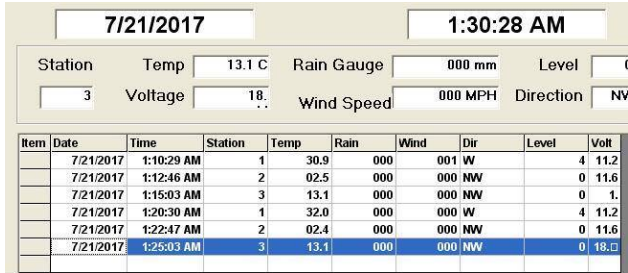 7/21/2017 1:30:28 AM
Station Temp 13.1 C Rain Gauge 000 mm Level
3 Voltage 18. Wind Speed 000 MPH Direction NW
Item Date Time Station Temp Rain Wind Dir Level Volt
7/21/2017 1:10:29 AM 1 30.9 000 001 W 4 11.2
7/21/2017 1:12:46 AM 2 02.5 000 000 NW 0 11.6
7/21/2017 1:15:03 AM 3 13.1 000 000 NW 0 1.
7/21/2017 1:20:30 AM 1 32.0 000 000 W 4 11.2
7/21/2017 1:22:47 AM 2 02.4 000 000 NW 0 11.6
7/21/2017 1:25:03 AM 3 13.1 000 000 NW 0 18.□